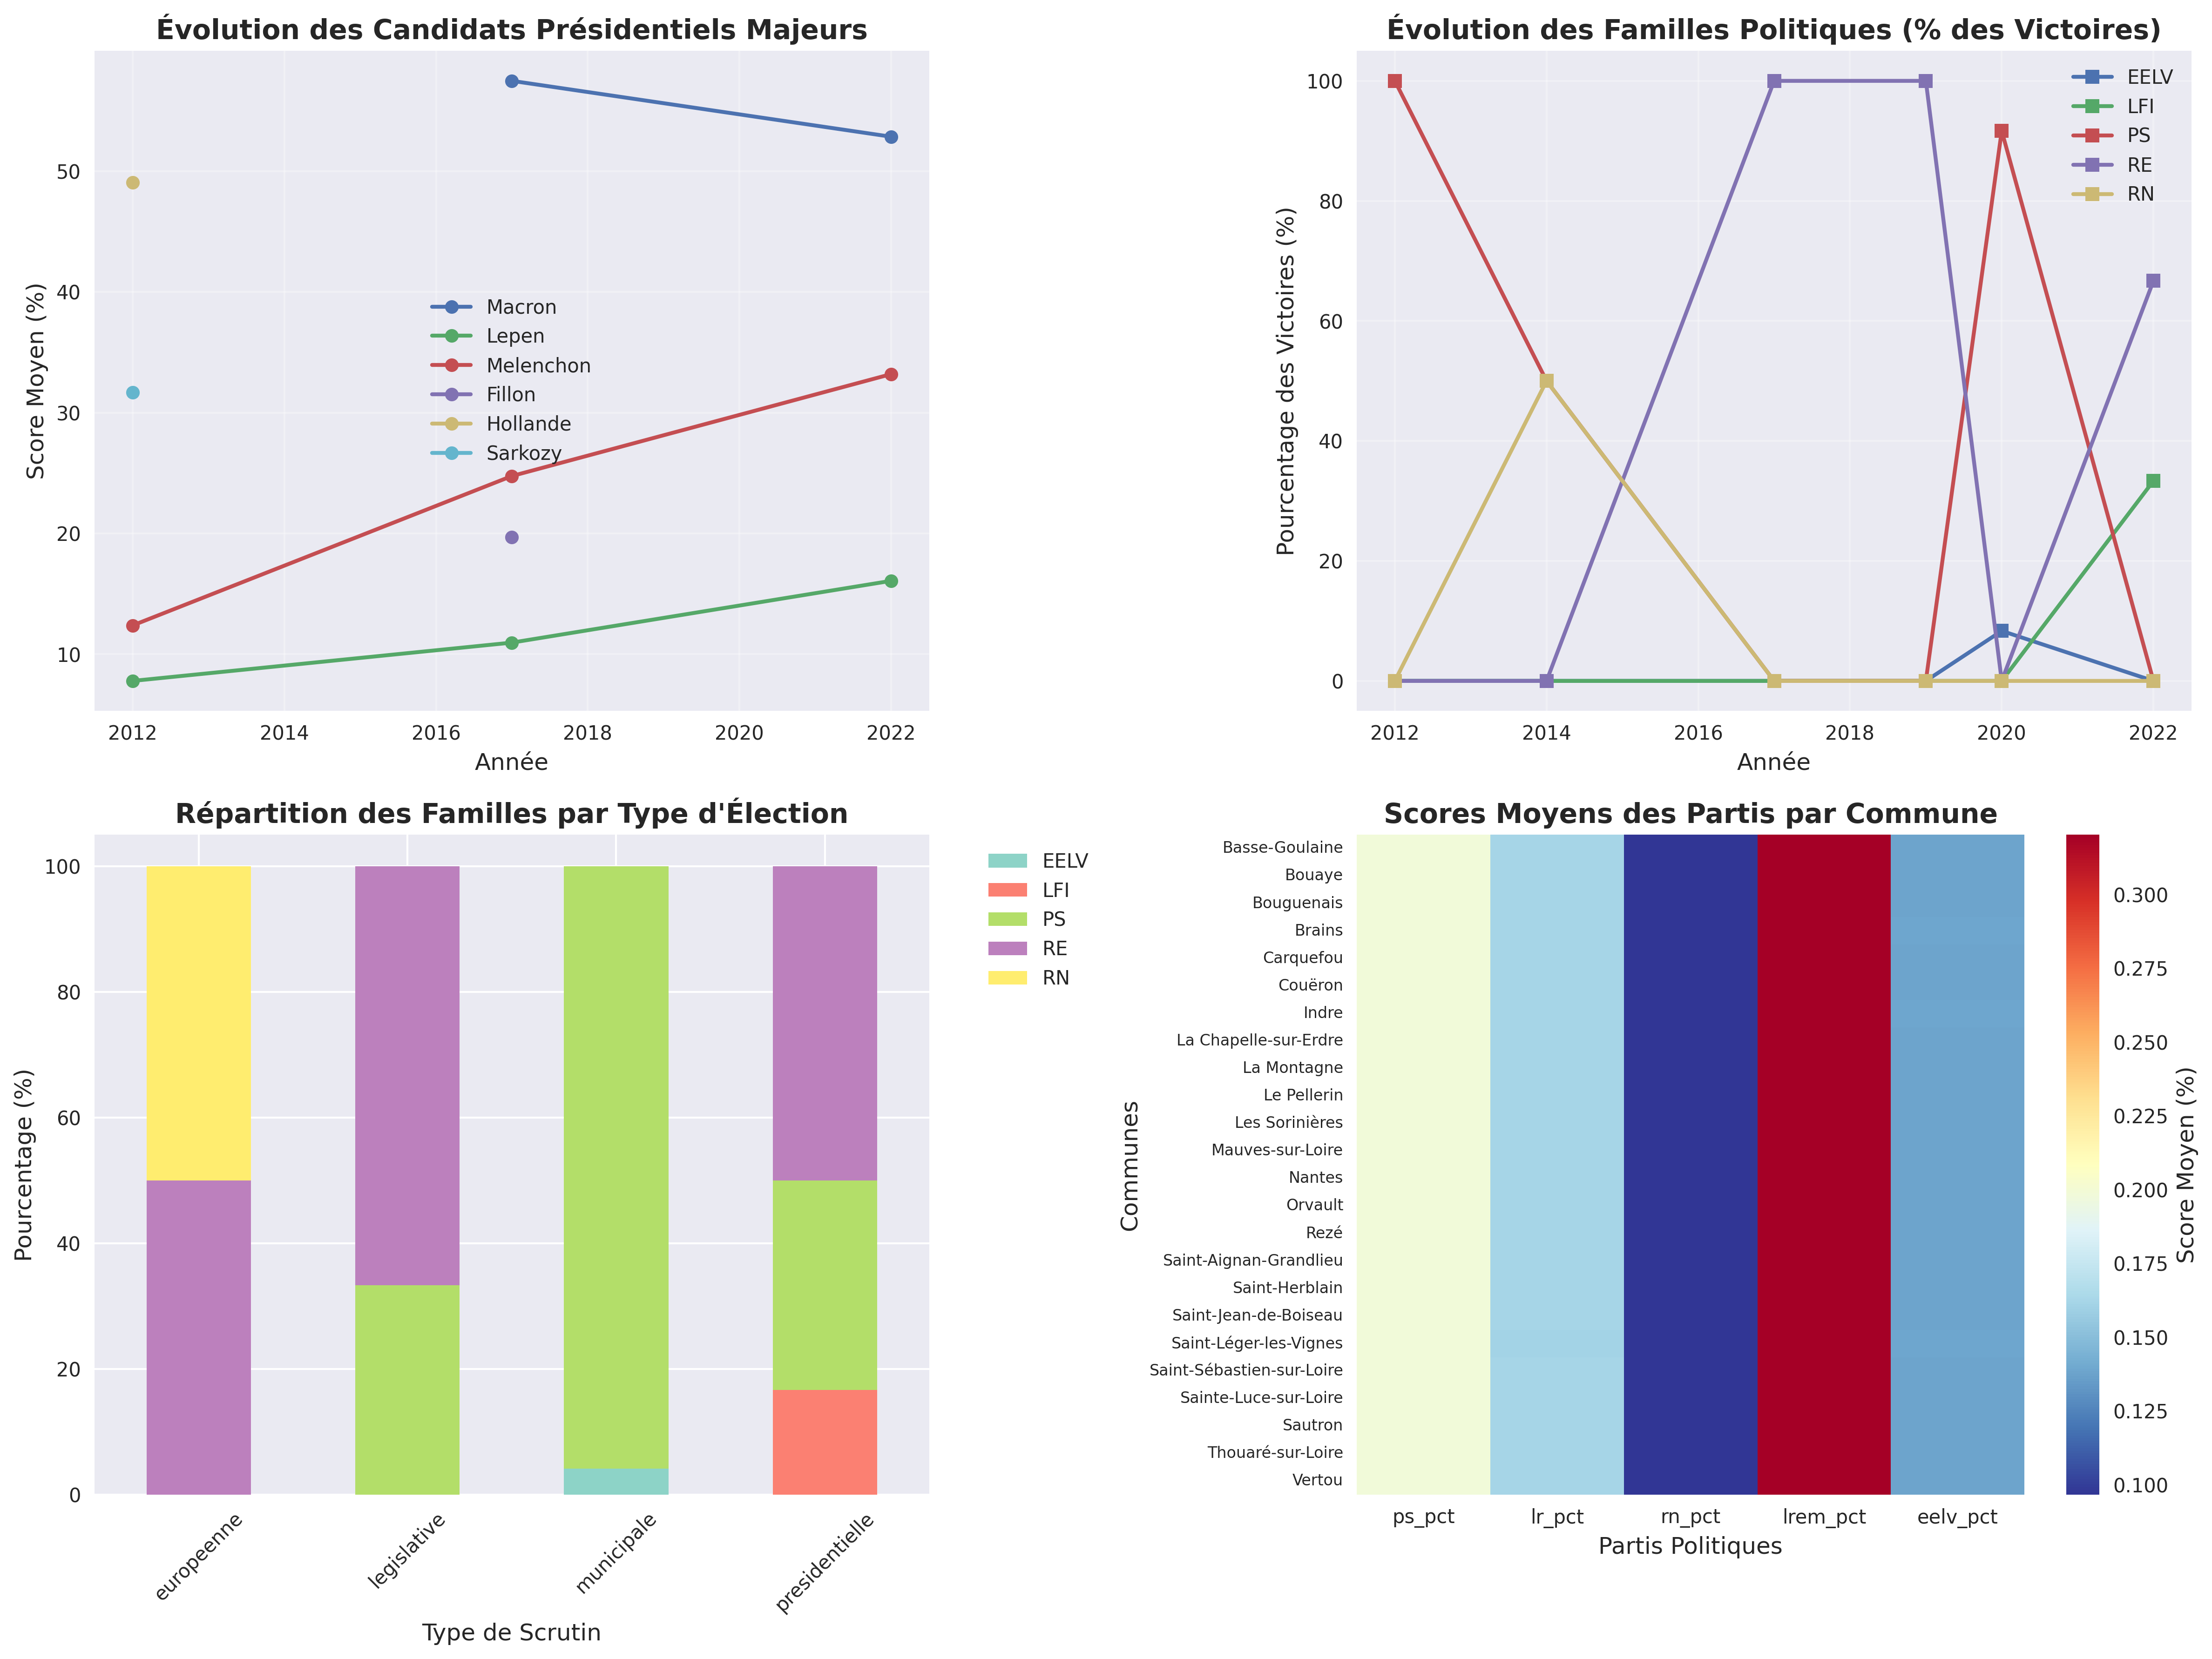 Évolution des Candidats Présidentiels Majeurs
Score Moyen (%)
50
40
30
20
10
Macron
Lepen
Melenchon
Fillon
Hollande
Sarkozy
2012 2014 2016 2018 2020 2022
Année
Évolution des Familles Politiques (% des Victoires)
Pourcentage des Victoires (%)
100
80
60
40
20
0
EELV
LFI
PS
RE
RN
2012 2014 2016 2018 2020 2022
Année
Répartition des Familles par Type d'Élection
Pourcentage (%)
100
80
60
40
20
0
EELV
LFI
PS
RE
RN
europeenne legislative municipale presidentielle
Type de Scrutin
Scores Moyens des Partis par Commune
Communes
Basse-Goulaine
Bouaye
Bouguenais
Brains
Carquefou
Couëron
Indre
La Chapelle-sur-Erdre
La Montagne
Le Pellerin
Les Sorinières
Mauves-sur-Loire
Nantes
Orvault
Rezé
Saint-Aignan-Grandlieu
Saint-Herblain
Saint-Jean-de-Boiseau
Saint-Léger-les-Vignes
Saint-Sébastien-sur-Loire
Sainte-Luce-sur-Loire
Sautron
Thouaré-sur-Loire
Vertou
ps_pct lr_pct rn_pct lrem_pct eelv_pct
Partis Politiques
0.300
0.275
0.250
0.225
0.200
0.175
0.150
0.125
0.100
Score Moyen (%)